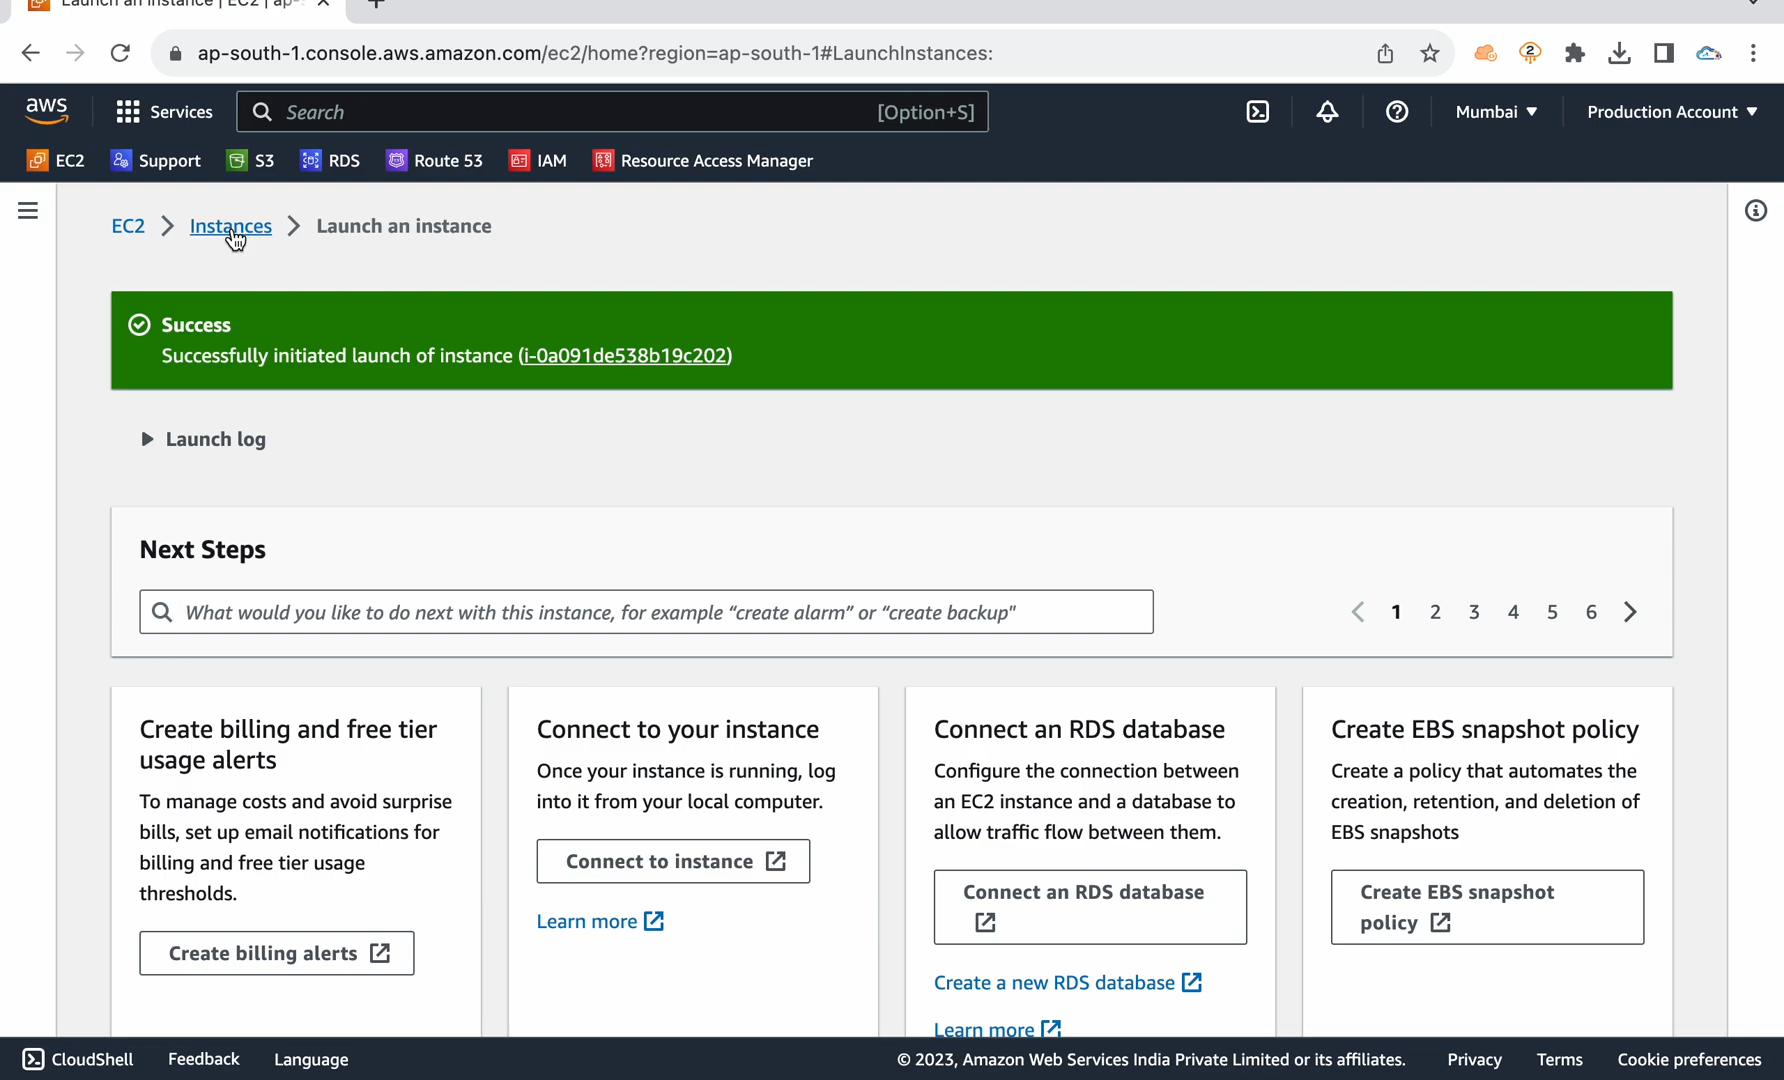 Launch an instance | EC2 | ap-s
ap-south-1.console.aws.amazon.com/ec2/home?region=ap-south-1#LaunchInstances:
2
aws
Services
Search
[Option+S]
Mumbai
Production Account
EC2
Support
S3
RDS
Route 53
IAM
Resource Access Manager
EC2
Instances
Launch an instance
Success
Successfully initiated launch of instance (i-0a091de538b19c202)
Launch log
Next Steps
What would you like to do next with this instance, for example “create alarm” or “create backup"
1 2 3 4 5 6
Create billing and free tier
usage alerts
To manage costs and avoid surprise
bills, set up email notifications for
billing and free tier usage
thresholds.
Create billing alerts
Connect to your instance
Once your instance is running, log
into it from your local computer.
Connect to instance
Learn more
Connect an RDS database
Configure the connection between
an EC2 instance and a database to
allow traffic flow between them.
Connect an RDS database
Create a new RDS database
Learn more
Create EBS snapshot policy
Create a policy that automates the
creation, retention, and deletion of
EBS snapshots
Create EBS snapshot
policy
CloudShell
Feedback
Language
© 2023, Amazon Web Services India Private Limited or its affiliates.
Privacy
Terms
Cookie preferences